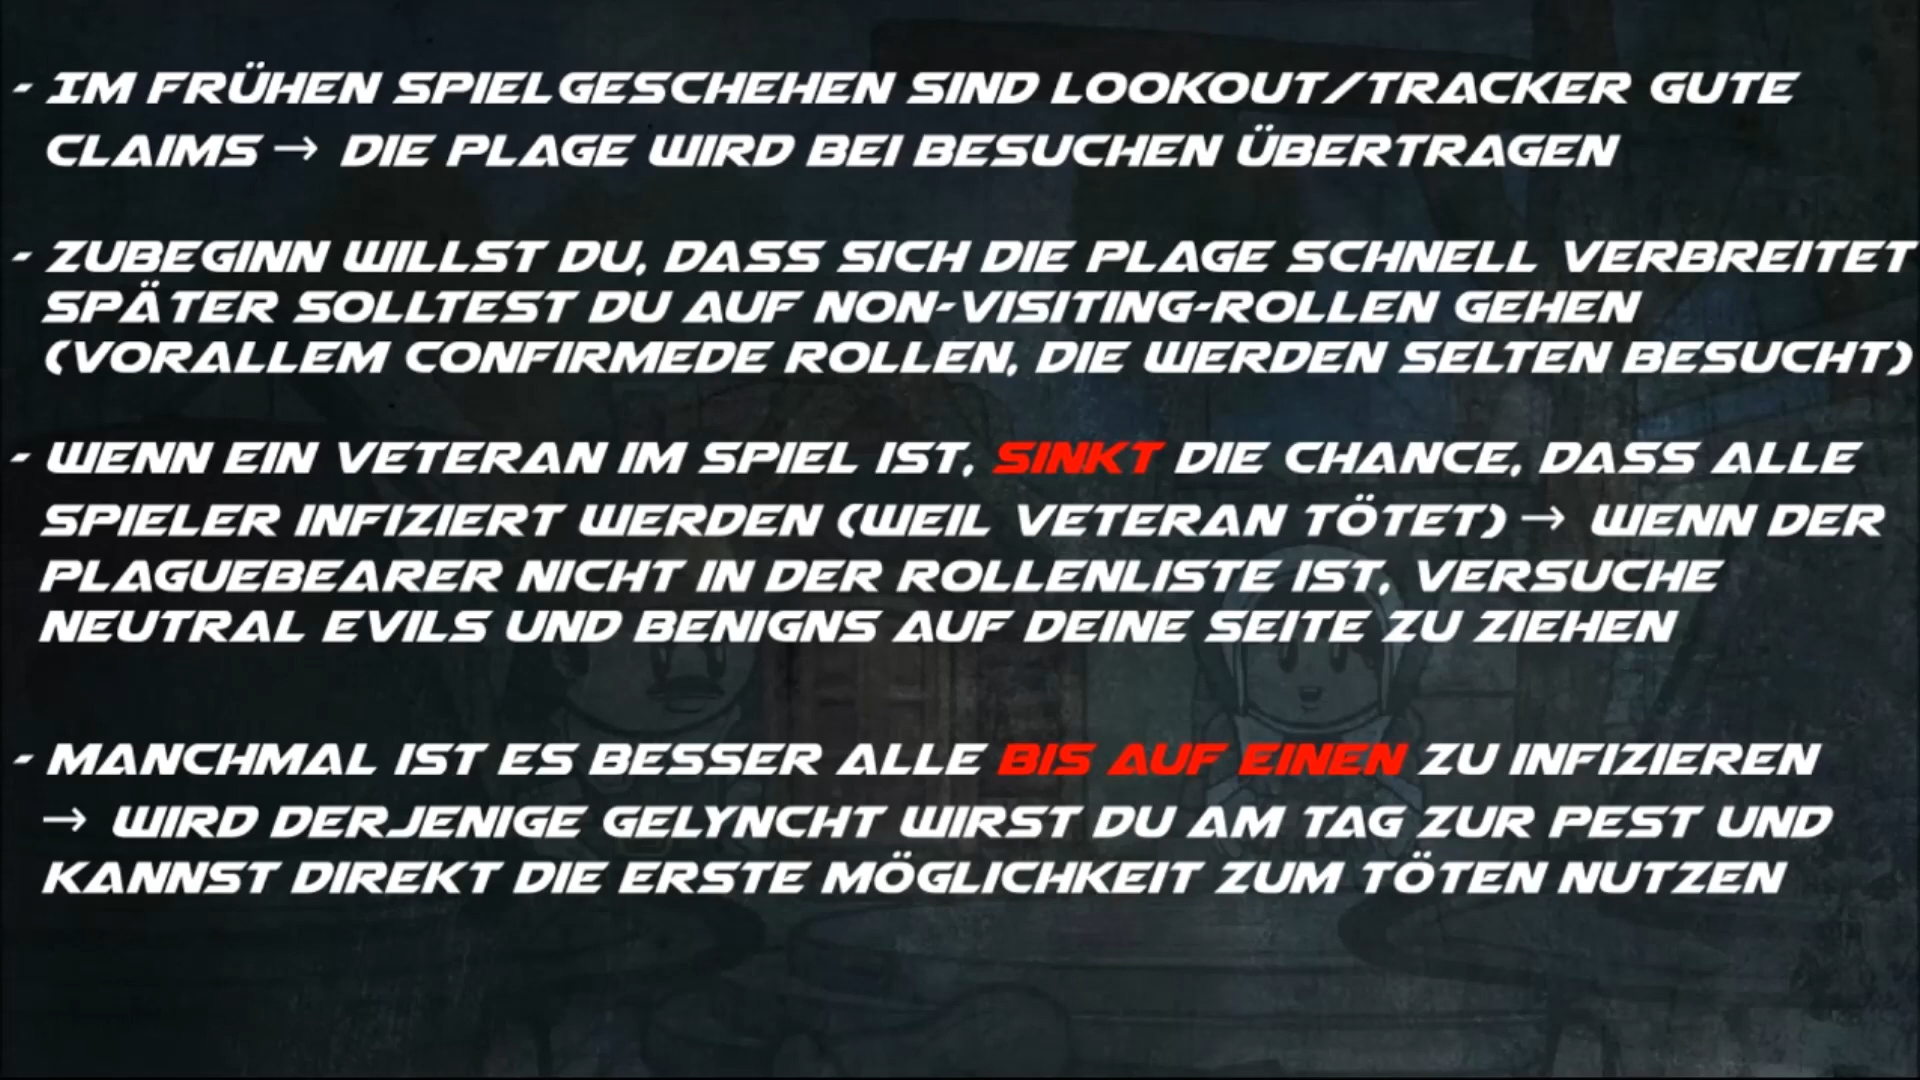 - IM FRÜHEN SPIELGESCHEHEN SIND LOOKOUT/TRACKER GUTE
CLAIMS → DIE PLAGE WIRD BEI BESUCHEN ÜBERTRAGEN
- ZUBEGINN WILLST DU, DASS SICH DIE PLAGE SCHNELL VERBREITET
SPÄTER SOLLTEST DU AUF NON-VISITING-ROLLEN GEHEN
(VORALLEM CONFIRMEDE ROLLEN, DIE WERDEN SELTEN BESUCHT)
- WENN EIN VETERAN IM SPIEL IST, SINKT DIE CHANCE, DASS ALLE
SPIELER INFIZIERT WERDEN (WEIL VETERAN TÖTET) → WENN DER
PLAGUEBEARER NICHT IN DER ROLLENLISTE IST, VERSUCHE
NEUTRAL EVILS UND BENIGNS AUF DEINE SEITE ZU ZIEHEN
- MANCHMAL IST ES BESSER ALLE BIS AUF EINEN ZU INFIZIEREN
→ WIRD DERJENIGE GELYNCHT WIRST DU AM TAG ZUR PEST UND
KANNST DIREKT DIE ERSTE MÖGLICHKEIT ZUM TÖTEN NUTZEN